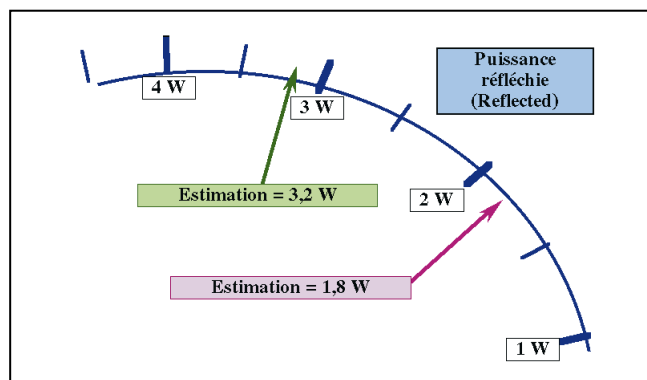 Puissance
réfléchie
(Reflected)
4 W
3 W
Estimation = 3,2 W
2 W
Estimation = 1,8 W
1 W